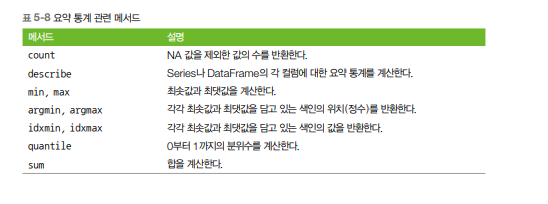 표 5-8 요약 통계 관련 메서드
메서드 설명
count NA 값을 제외한 값의 수를 반환한다.
describe Series나 DataFrame의 각 컬럼에 대한 요약 통계를 계산한다.
min, max 최솟값과 최댓값을 계산한다.
argmin, argmax 각각 최솟값과 최댓값을 담고 있는 색인의 위치(정수)를 반환한다.
idxmin, idxmax 각각 최솟값과 최댓값을 담고 있는 색인의 값을 반환한다.
quantile 0부터 1까지의 분위수를 계산한다.
sum 합을 계산한다.